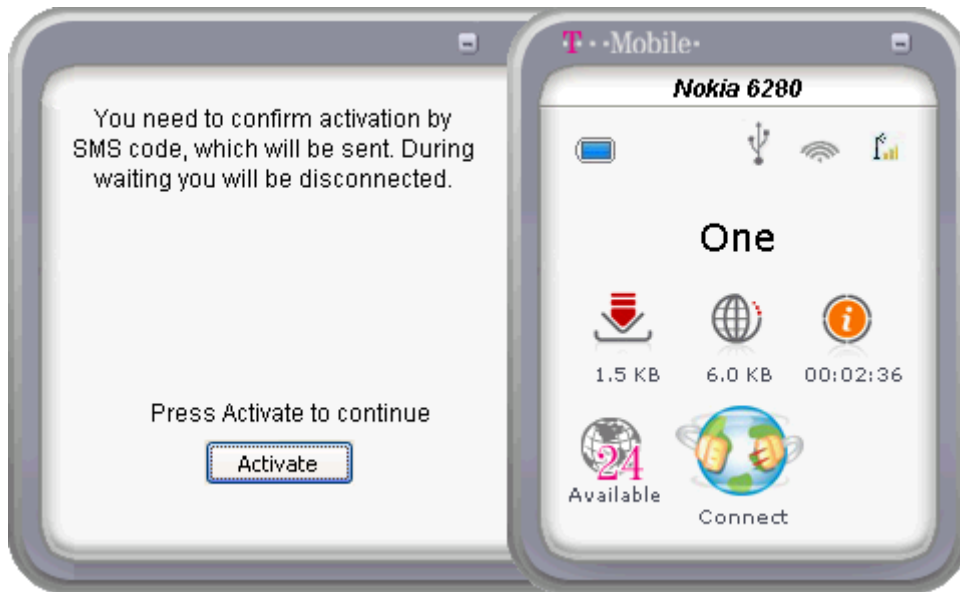 You need to confirm activation by
SMS code, which will be sent. During
waiting you will be disconnected.
Press Activate to continue
Activate
T··Mobile·
Nokia 6280
One
1.5 KB 6.0 KB 00:02:36
24
Available
Connect